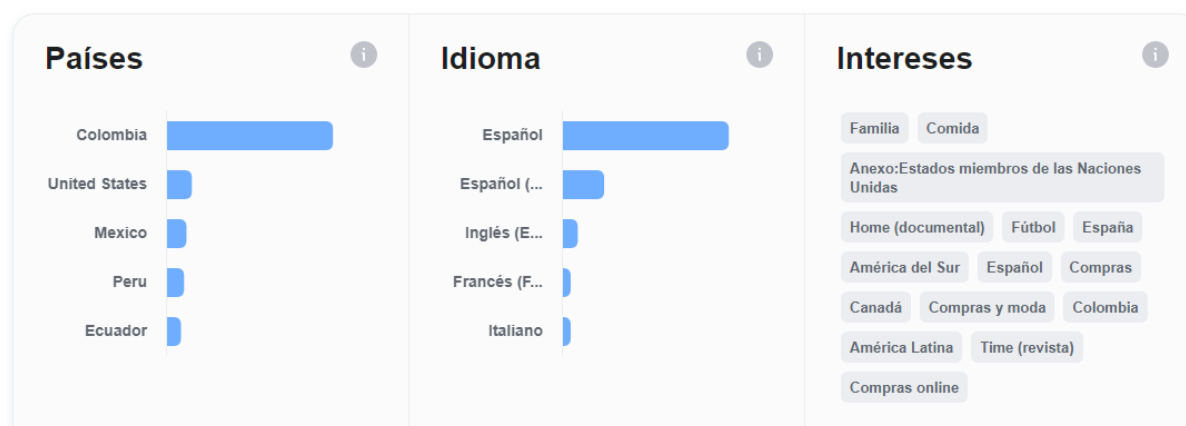 Países
Colombia
United States
Mexico
Peru
Ecuador
Idioma
Español
Español (...
Inglés (E...
Francés (F...
Italiano
Intereses
Familia Comida
Anexo:Estados miembros de las Naciones
Unidas
Home (documental) Fútbol España
América del Sur Español Compras
Canadá Compras y moda Colombia
América Latina Time (revista)
Compras online